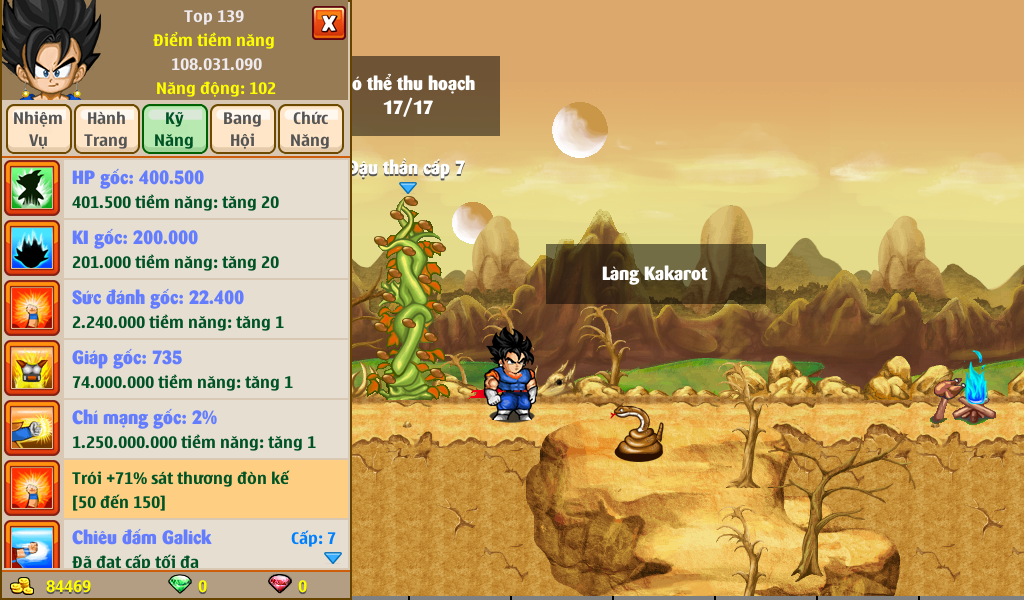 Top 139
Điểm tiềm năng
108.031.090
Năng động: 102
X
Nhiệm Vụ
Hành Trang
Kỹ Năng
Bang Hội
Chức Năng
HP gốc: 400.500
401.500 tiềm năng: tăng 20
KI gốc: 200.000
201.000 tiềm năng: tăng 20
Sức đánh gốc: 22.400
2.240.000 tiềm năng: tăng 1
Giáp gốc: 735
74.000.000 tiềm năng: tăng 1
Chí mạng gốc: 2%
1.250.000.000 tiềm năng: tăng 1
Trói +71% sát thương đòn kế
[50 đến 150]
Chiêu đấm Galick Cấp: 7
Đã đạt cấp tối đa
84469 0 0
ó thể thu hoạch
17/17
Đậu thần cấp 7
Làng Kakarot